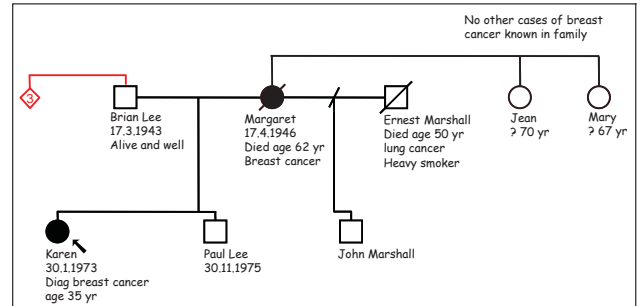 No other cases of breast
cancer known in family
3
Brian Lee
17.3.1943
Alive and well
Margaret
17.4.1946
Died age 62 yr
Breast cancer
Ernest Marshall
Died age 50 yr
lung cancer
Heavy smoker
Jean
? 70 yr
Mary
? 67 yr
Karen
30.1.1973
Diag breast cancer
age 35 yr
Paul Lee
30.11.1975
John Marshall